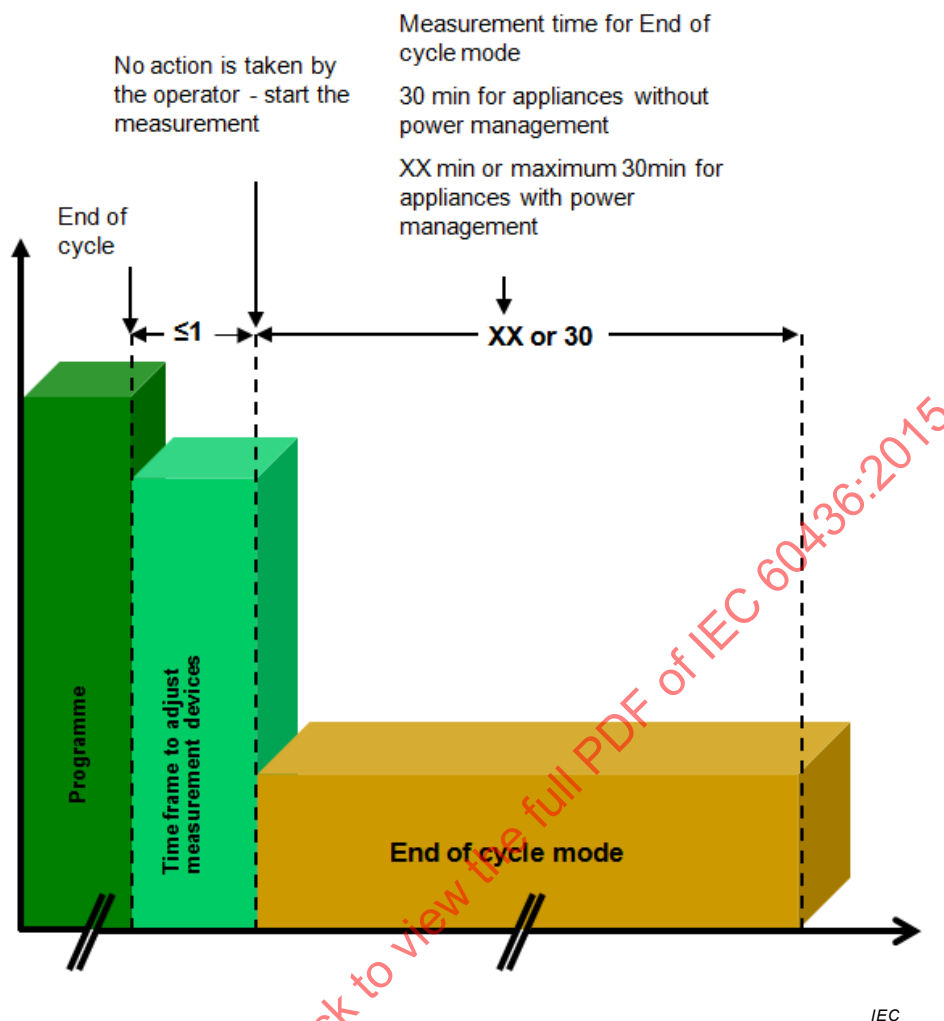 Measurement time for End of
cycle mode
30 min for appliances without
power management
XX min or maximum 30min for
appliances with power
management
No action is taken by
the operator - start the
measurement
End of
cycle
≤1
XX or 30
Programme
Time frame to adjust
measurement devices
End of cycle mode
ck to view the full PDF of IEC 60436:2015
IEC